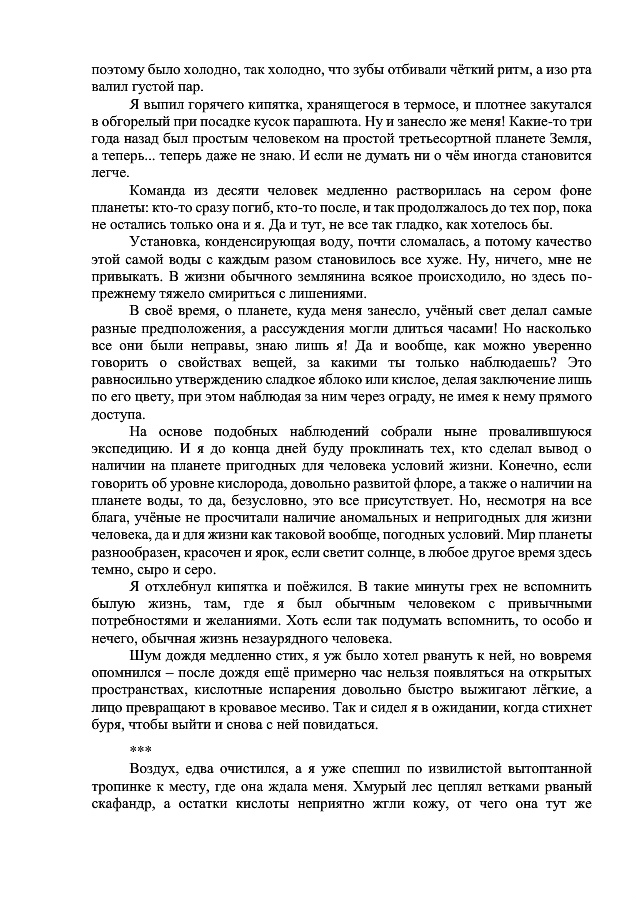 поэтому было холодно, так холодно, что зубы отбивали чёткий ритм, а изо рта
валил густой пар.
Я выпил горячего кипятка, хранящегося в термосе, и плотнее закутался
в обгорелый при посадке кусок парашюта. Ну и занесло же меня! Какие-то три
года назад был простым человеком на простой третьесортной планете Земля,
а теперь... теперь даже не знаю. И если не думать ни о чём иногда становится
легче.
Команда из десяти человек медленно растворилась на сером фоне
планеты: кто-то сразу погиб, кто-то после, и так продолжалось до тех пор, пока
не остались только она и я. Да и тут, не все так гладко, как хотелось бы.
Установка, конденсирующая воду, почти сломалась, а потому качество
этой самой воды с каждым разом становилось все хуже. Ну, ничего, мне не
привыкать. В жизни обычного землянина всякое происходило, но здесь по-
прежнему тяжело смириться с лишениями.
В своё время, о планете, куда меня занесло, учёный свет делал самые
разные предположения, а рассуждения могли длиться часами! Но насколько
все они были неправы, знаю лишь я! Да и вообще, как можно уверенно
говорить о свойствах вещей, за какими ты только наблюдаешь? Это
равносильно утверждению сладкое яблоко или кислое, делая заключение лишь
по его цвету, при этом наблюдая за ним через ограду, не имея к нему прямого
доступа.
На основе подобных наблюдений собрали ныне провалившуюся
экспедицию. И я до конца дней буду проклинать тех, кто сделал вывод о
наличии на планете пригодных для человека условий жизни. Конечно, если
говорить об уровне кислорода, довольно развитой флоре, а также о наличии на
планете воды, то да, безусловно, это все присутствует. Но, несмотря на все
блага, учёные не просчитали наличие аномальных и непригодных для жизни
человека, да и для жизни как таковой вообще, погодных условий. Мир планеты
разнообразен, красочен и ярок, если светит солнце, в любое другое время здесь
темно, сыро и серо.
Я отхлебнул кипятка и поёжился. В такие минуты грех не вспомнить
былую жизнь, там, где я был обычным человеком с привычными
потребностями и желаниями. Хоть если так подумать вспомнить, то особо и
нечего, обычная жизнь незаурядного человека.
Шум дождя медленно стих, я уж было хотел рвануть к ней, но вовремя
опомнился – после дождя ещё примерно час нельзя появляться на открытых
пространствах, кислотные испарения довольно быстро выжигают лёгкие, а
лицо превращают в кровавое месиво. Так и сидел я в ожидании, когда стихнет
буря, чтобы выйти и снова с ней повидаться.
***
Воздух, едва очистился, а я уже спешил по извилистой вытоптанной
тропинке к месту, где она ждала меня. Хмурый лес цеплял ветками рваный
скафандр, а остатки кислоты неприятно жгли кожу, от чего она тут же